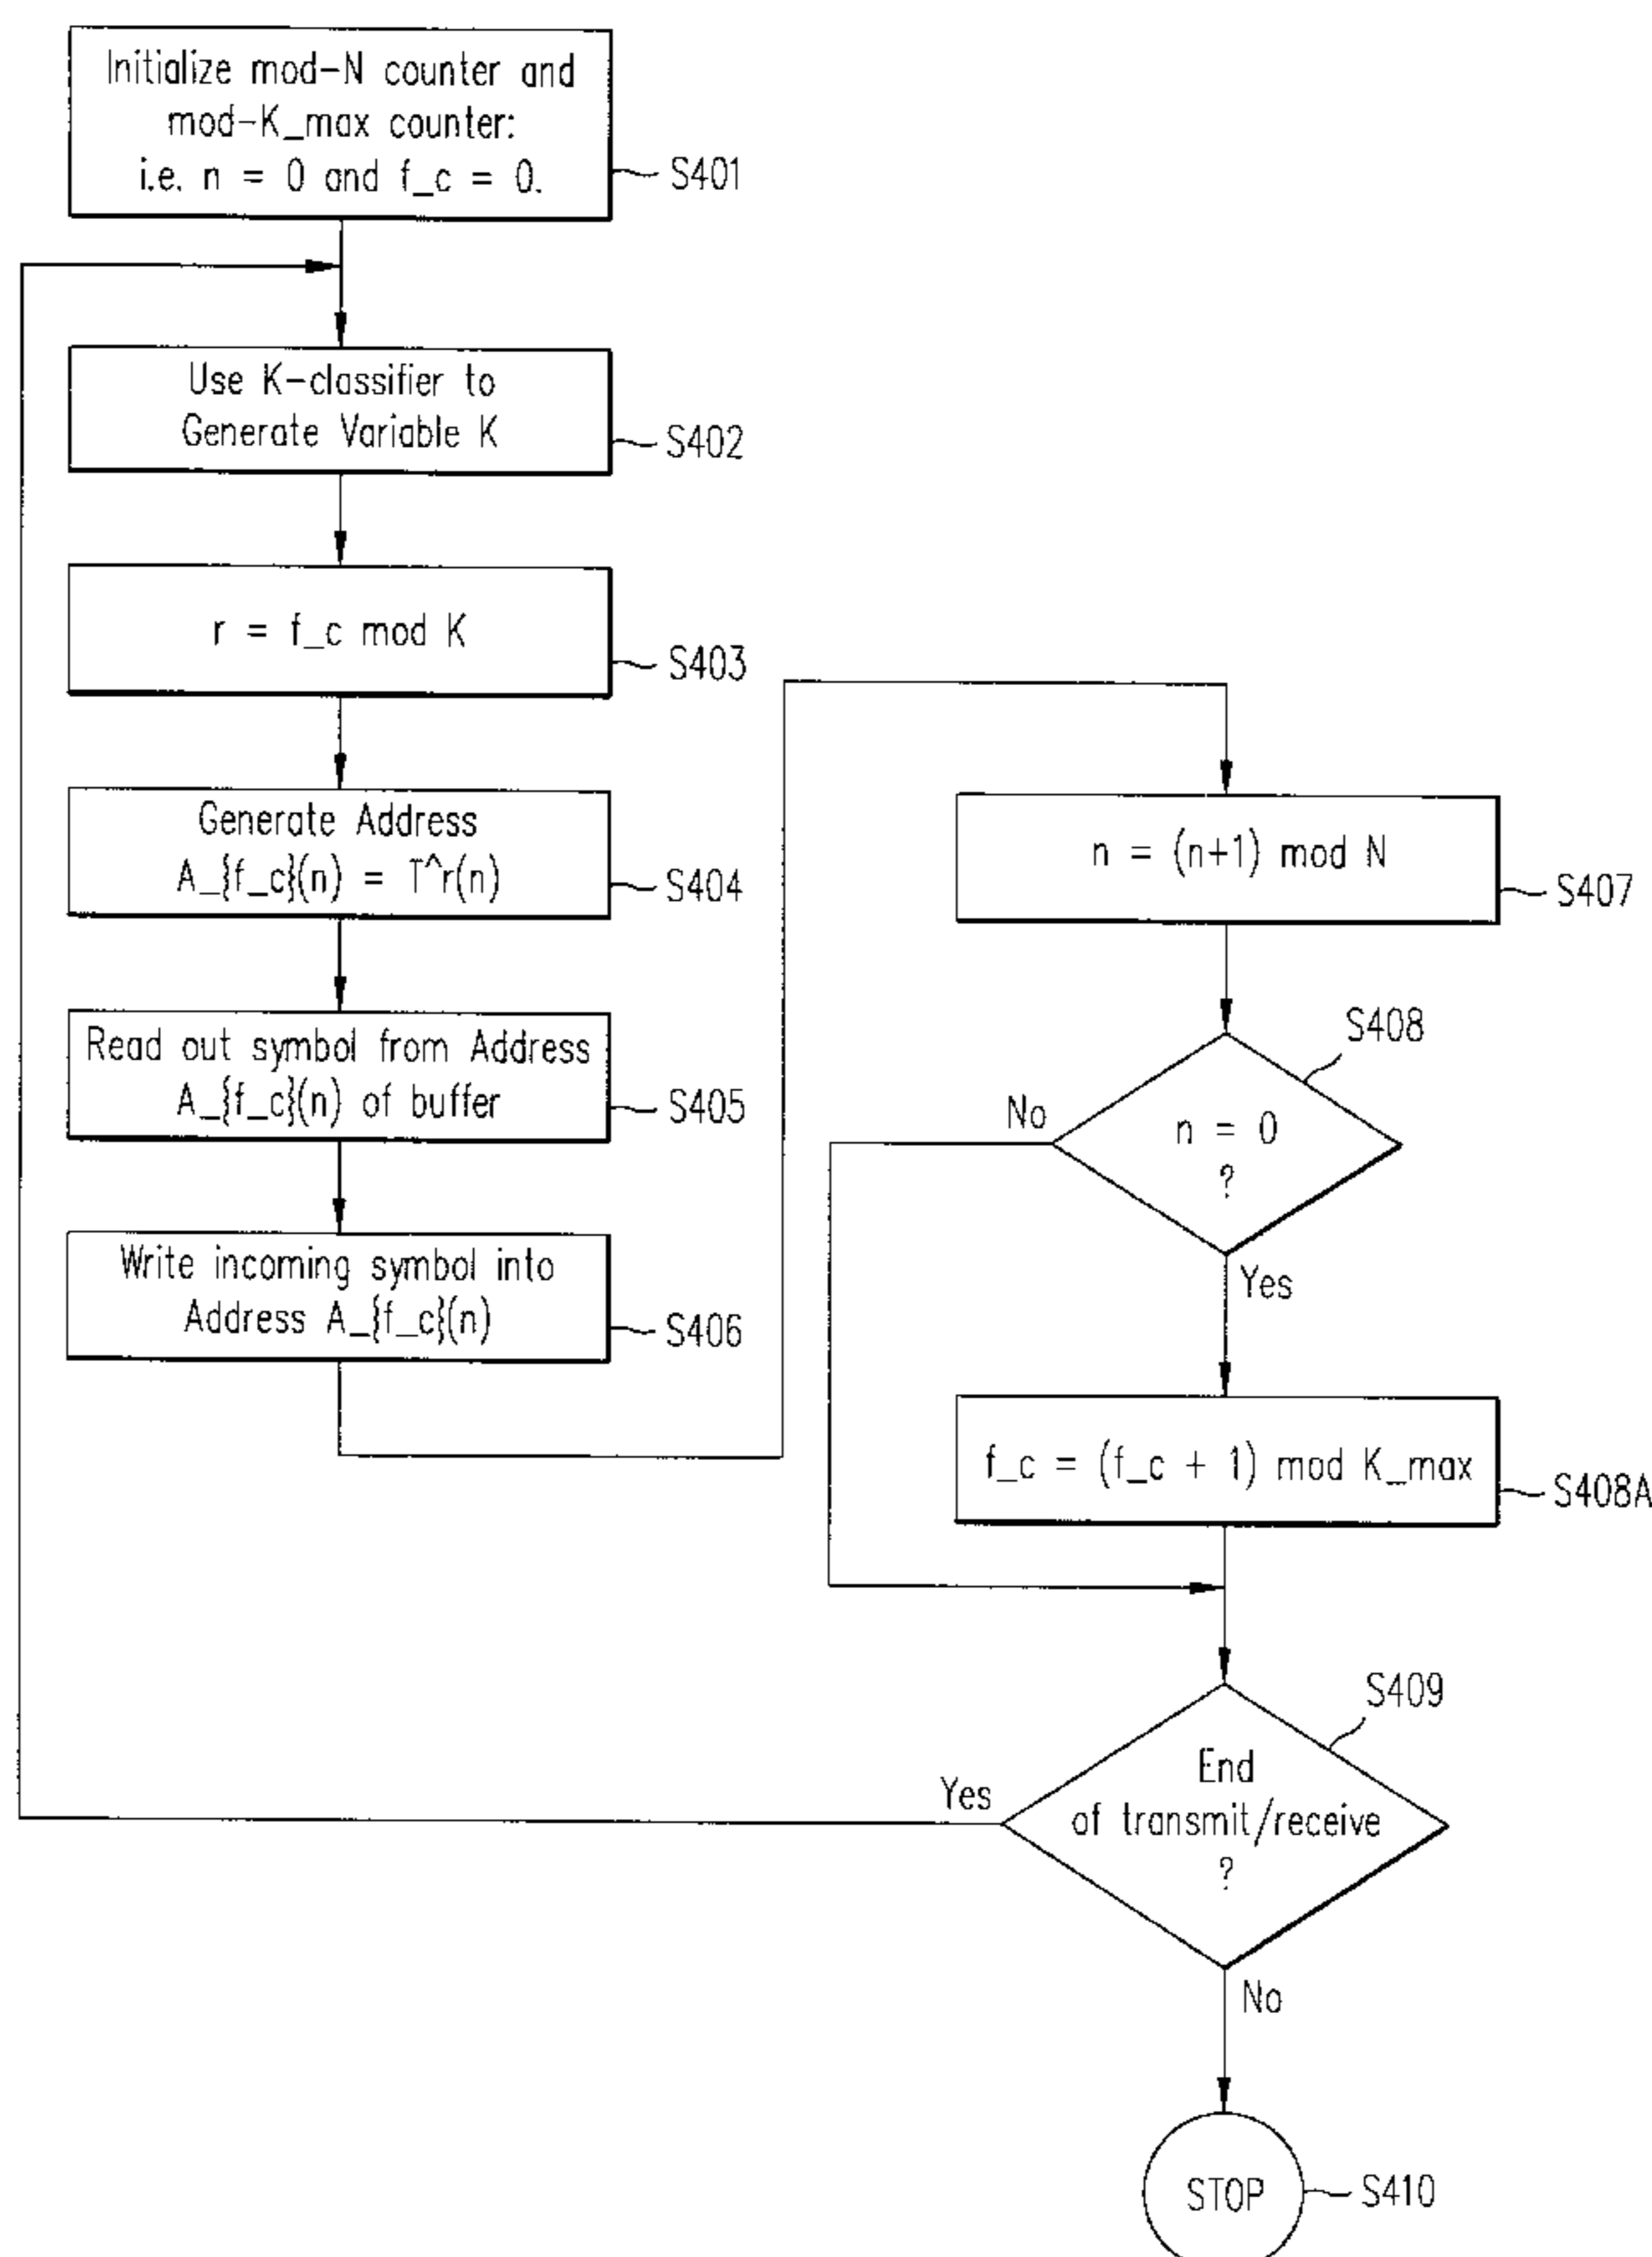 Initialize mod-N counter and
mod-K_max counter:
i.e. n = 0 and f_c = 0.
S401
Use K-classifier to
Generate Variable K
S402
r = f_c mod K
S403
Generate Address
A_{f_c}(n) = T^r(n)
S404
Read out symbol from Address
A_{f_c}(n) of buffer
S405
Write incoming symbol into
Address A_{f_c}(n)
S406
n = (n+1) mod N
S407
S408
n = 0
?
No
Yes
f_c = (f_c + 1) mod K_max
S408A
S409
End
of transmit/receive
?
Yes
No
STOP
S410